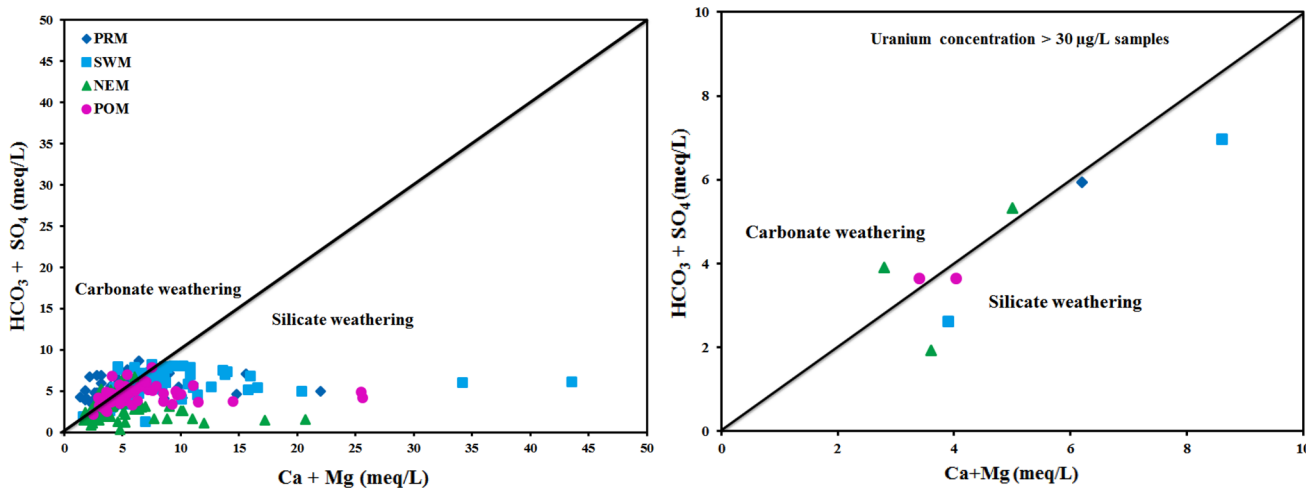 50
45
40
35
30
25
20
15
10
5
0
HCO₃ + SO₄ (meq/L)
PRM
SWM
NEM
POM
Carbonate weathering
Silicate weathering
0 5 10 15 20 25 30 35 40 45 50
Ca + Mg (meq/L)
10
8
6
4
2
0
HCO₃ + SO₄ (meq/L)
Uranium concentration > 30 µg/L samples
Carbonate weathering
Silicate weathering
0 2 4 6 8 10
Ca+Mg (meq/L)